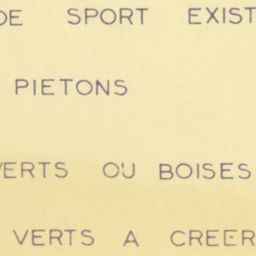 DE SPORT EXIST
PIETONS
VERTS OU BOISES
VERTS A CREER